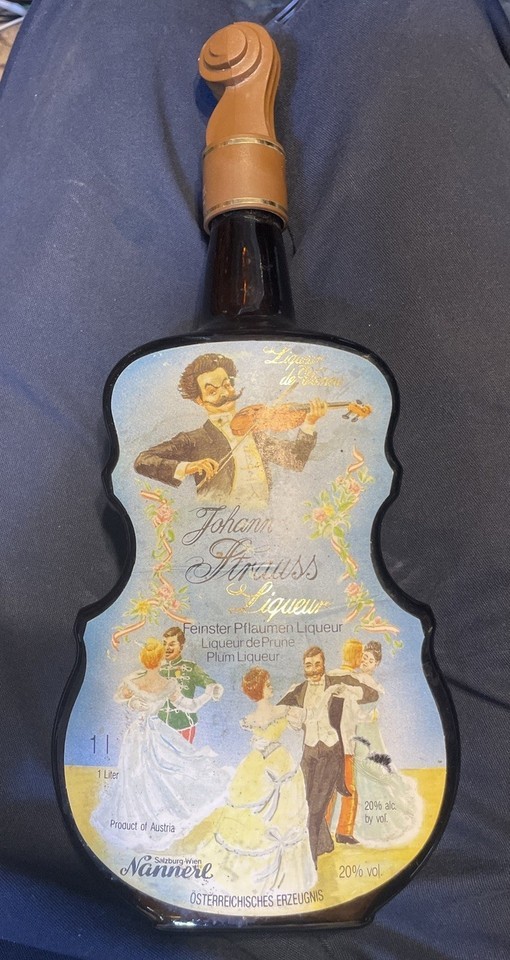 Liqueur
de
Johann
Strauss
Liqueur
Feinster Pflaumen Liqueur
Liqueur de Prune
Plum Liqueur
1 l
1 Liter
20% alc.
by vol.
Product of Austria
Salzburg-Wien
Nannerl
20% vol.
ÖSTERREICHISCHES ERZEUGNIS